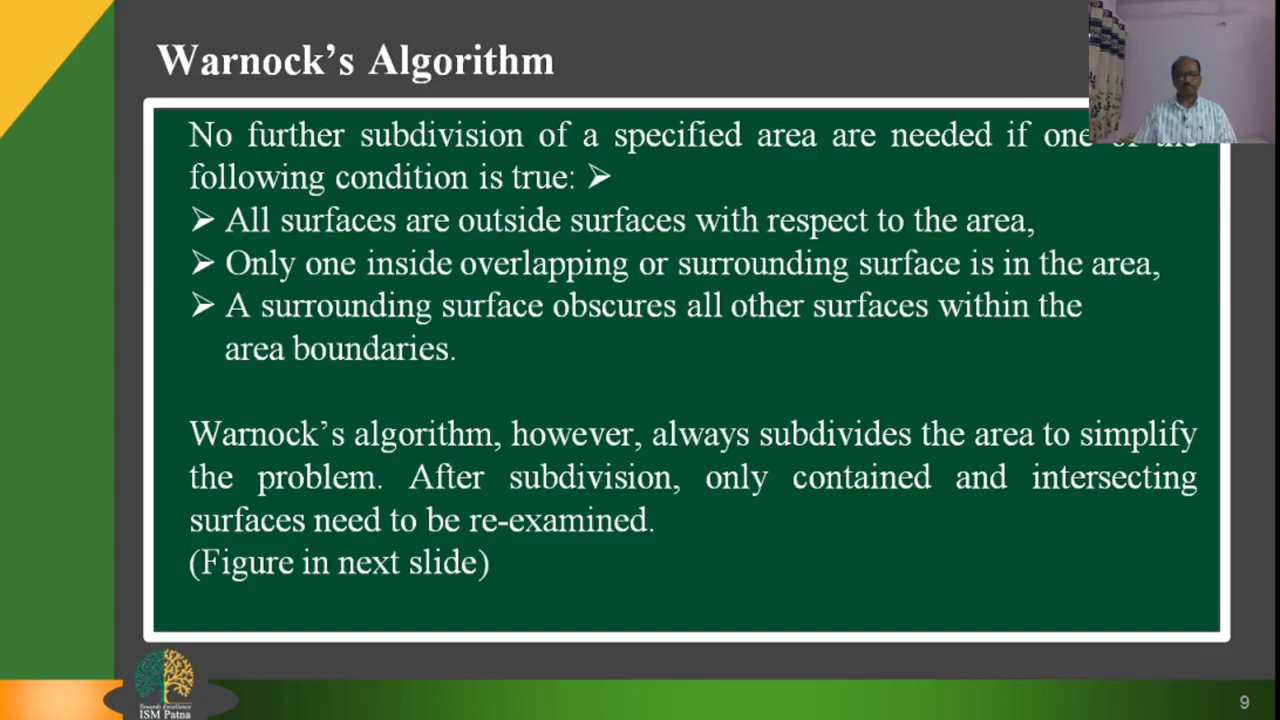 Warnock's Algorithm
No further subdivision of a specified area are needed if one of the
following condition is true: ➤
➤ All surfaces are outside surfaces with respect to the area,
➤ Only one inside overlapping or surrounding surface is in the area,
➤ A surrounding surface obscures all other surfaces within the
area boundaries.
Warnock's algorithm, however, always subdivides the area to simplify
the problem. After subdivision, only contained and intersecting
surfaces need to be re-examined.
(Figure in next slide)
Towards Excellence
ISM Patna
9